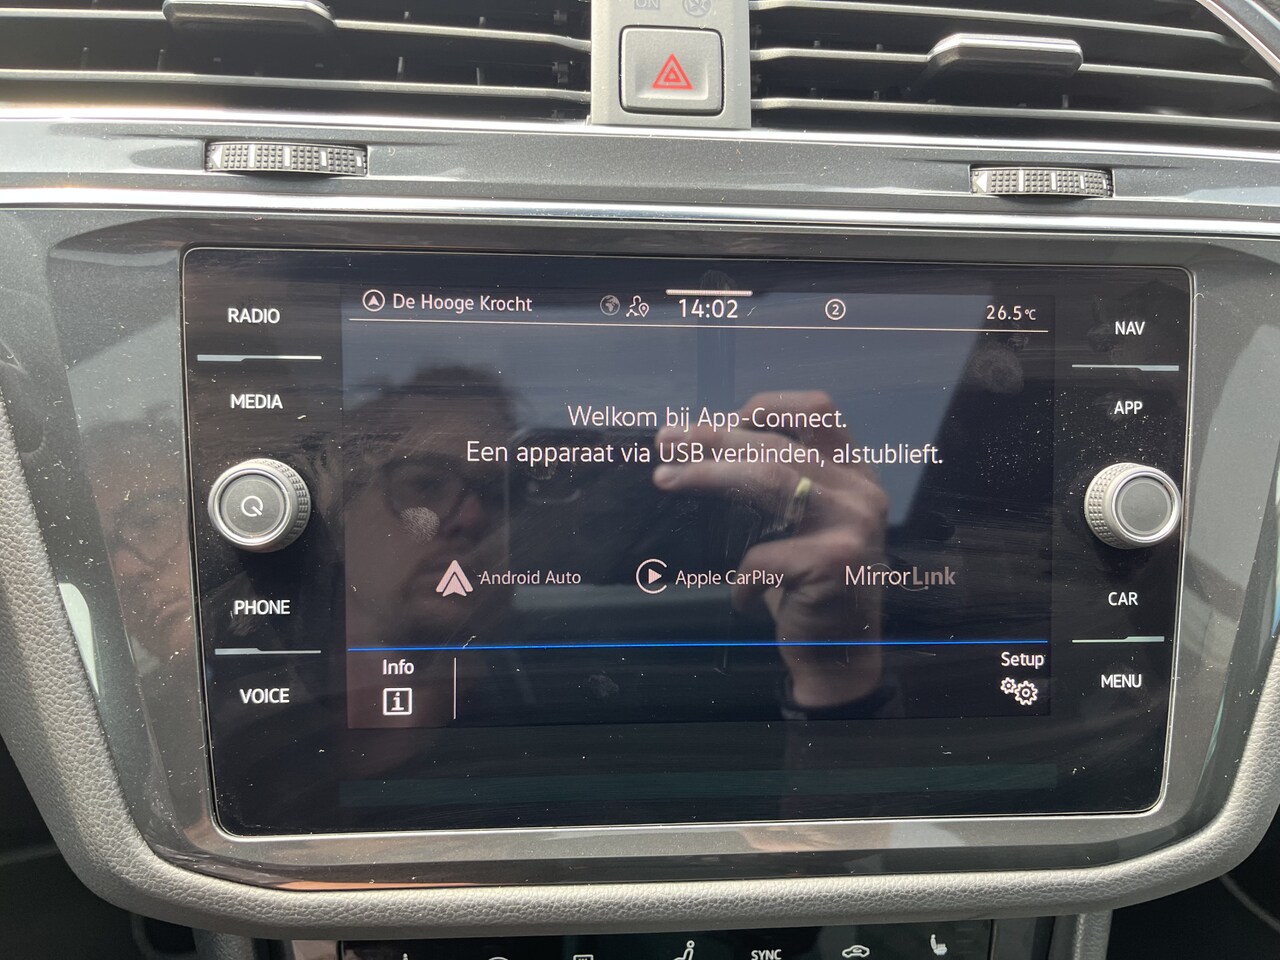 ON
RADIO
MEDIA
PHONE
VOICE
De Hooge Krocht
14:02
2
26.5°C
Welkom bij App-Connect.
Een apparaat via USB verbinden, alstublieft.
Android Auto
Apple CarPlay
MirrorLink
Info
i
Setup
NAV
APP
CAR
MENU
SYNC